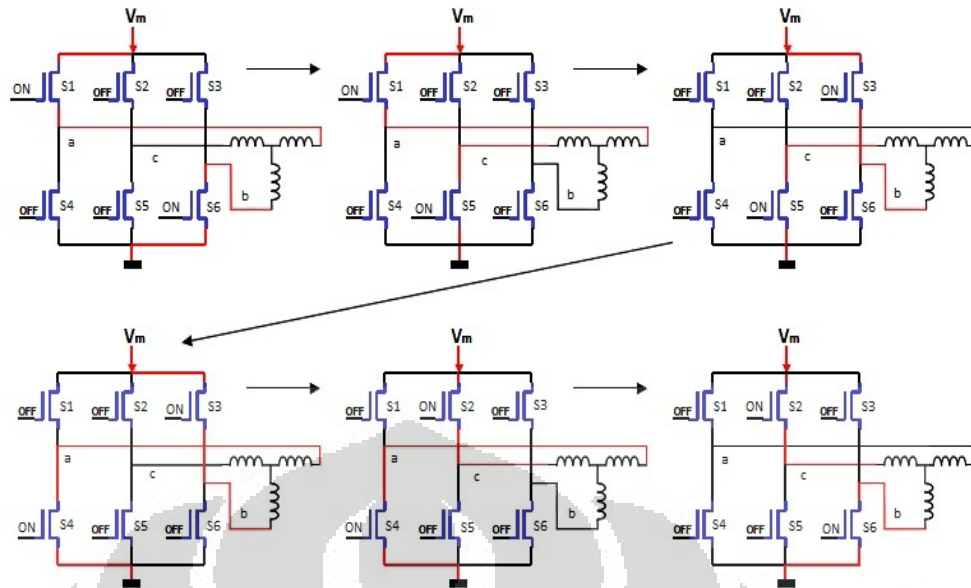 Vm Vm Vm
ON S1 OFF S2 OFF S3 ON S1 OFF S2 OFF S3 OFF S1 OFF S2 ON S3
a a a
c c c
b b b
OFF S4 OFF S5 ON S6 OFF S4 ON S5 OFF S6 OFF S4 ON S5 OFF S6
Vm Vm Vm
OFF S1 OFF S2 ON S3 OFF S1 ON S2 OFF S3 OFF S1 ON S2 OFF S3
a a a
c c c
b b b
ON S4 OFF S5 OFF S6 ON S4 OFF S5 OFF S6 OFF S4 OFF S5 ON S6